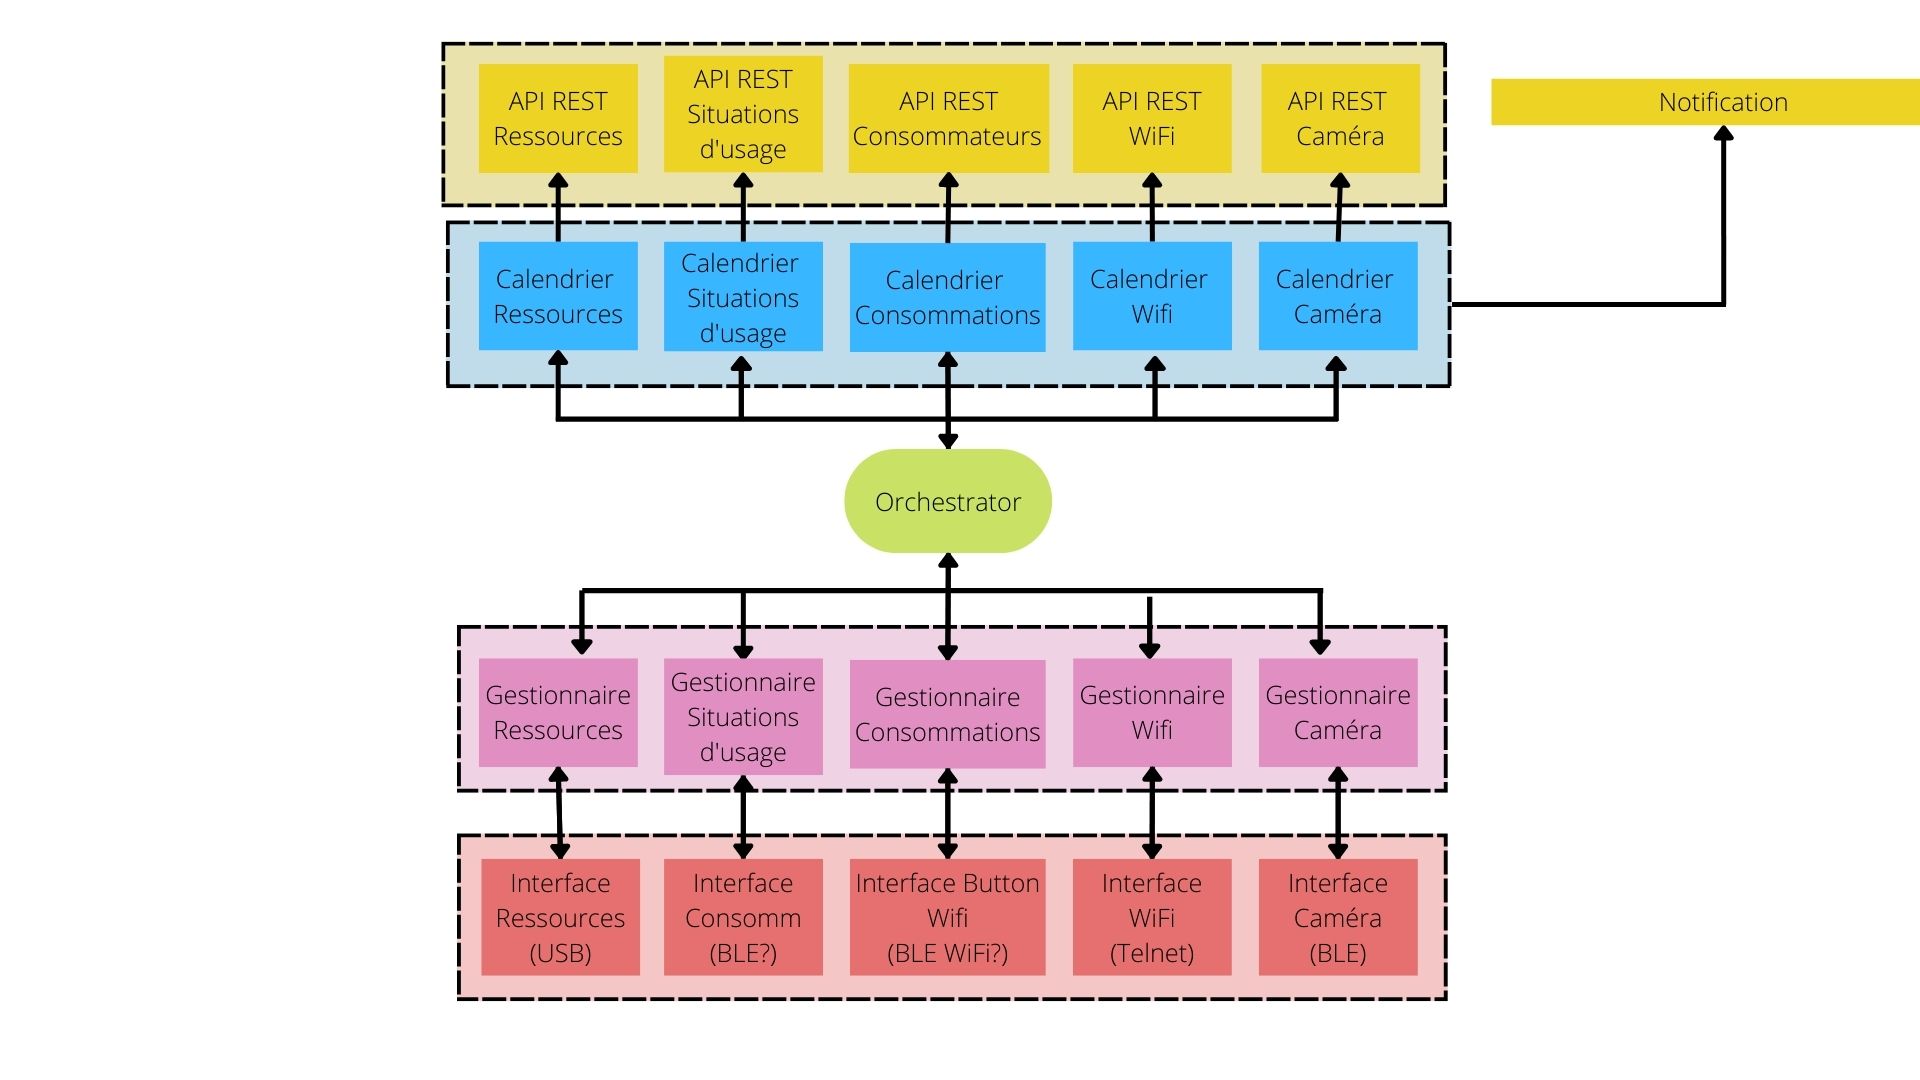 API REST
Ressources
API REST
Situations
d'usage
API REST
Consommateurs
API REST
WiFi
API REST
Caméra
Notification
Calendrier
Ressources
Calendrier
Situations
d'usage
Calendrier
Consommations
Calendrier
Wifi
Calendrier
Caméra
Orchestrator
Gestionnaire
Ressources
Gestionnaire
Situations
d'usage
Gestionnaire
Consommations
Gestionnaire
Wifi
Gestionnaire
Caméra
Interface
Ressources
(USB)
Interface
Consomm
(BLE?)
Interface Button
Wifi
(BLE WiFi?)
Interface
WiFi
(Telnet)
Interface
Caméra
(BLE)